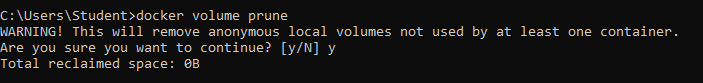 C:\Users\Student>docker volume prune
WARNING! This will remove anonymous local volumes not used by at least one container.
Are you sure you want to continue? [y/N] y
Total reclaimed space: 0B